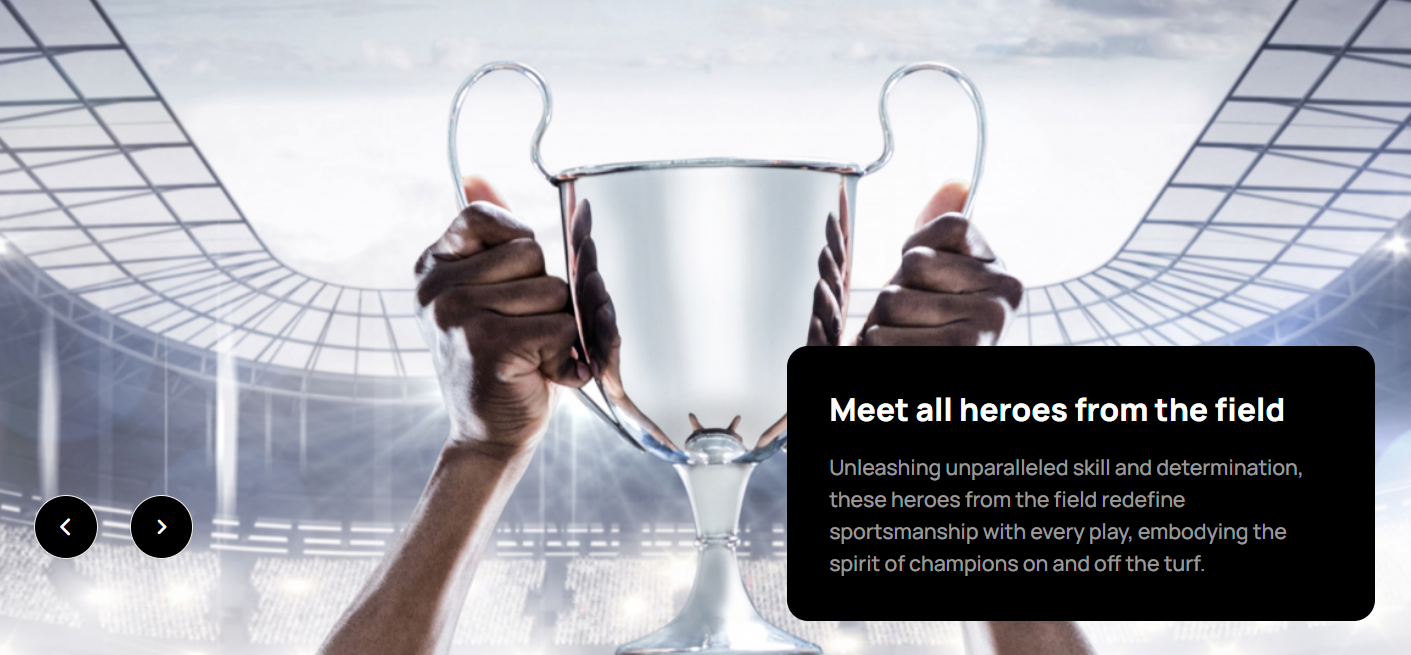 Meet all heroes from the field
Unleashing unparalleled skill and determination,
these heroes from the field redefine
sportsmanship with every play, embodying the
spirit of champions on and off the turf.